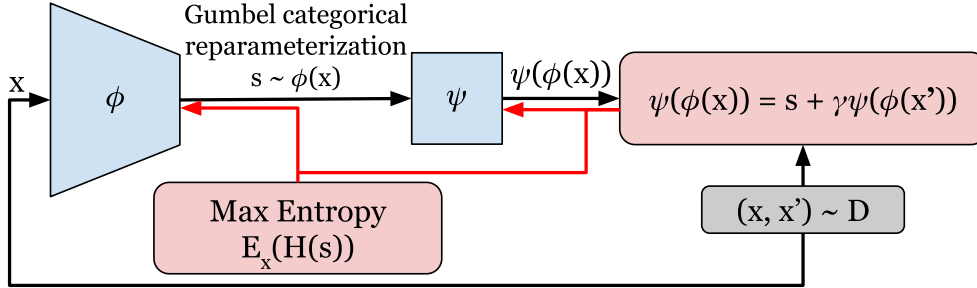 Gumbel categorical
reparameterization
s ~ ϕ(x)
x
ϕ
ψ
ψ(ϕ(x))
ψ(ϕ(x)) = s + γψ(ϕ(x’))
Max Entropy
Eₓ(H(s))
(x, x’) ~ D